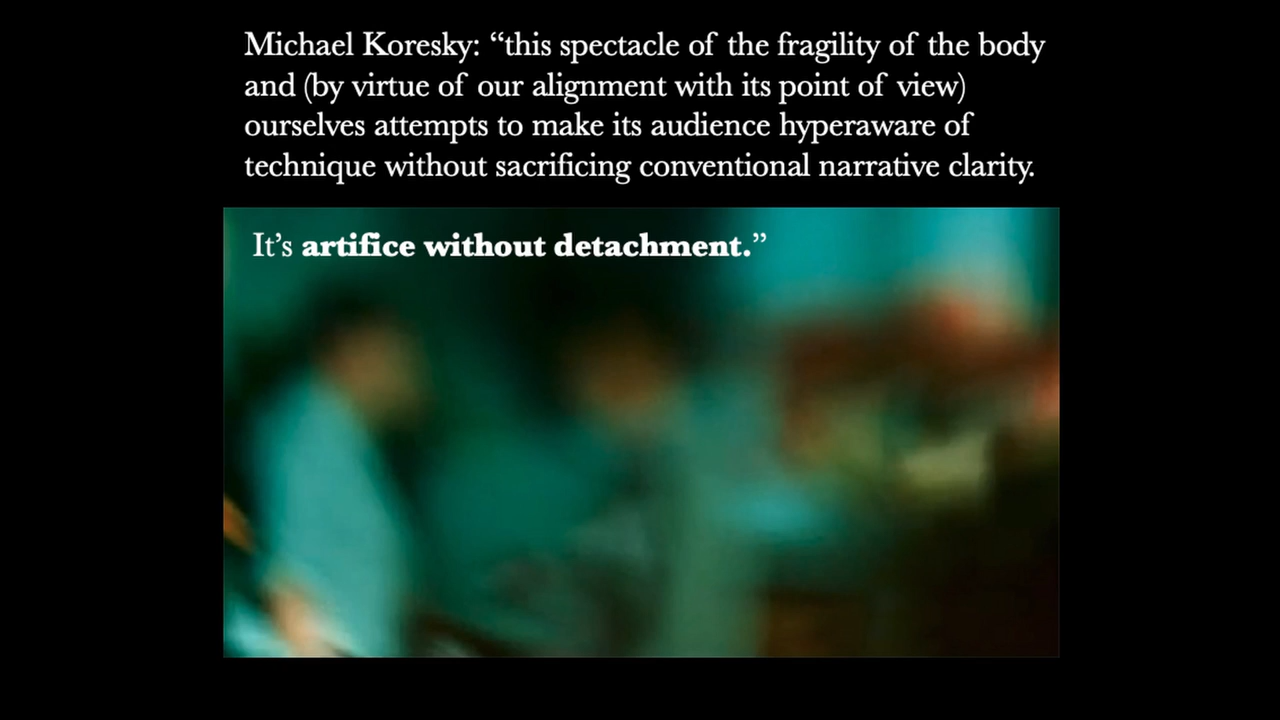 Michael Koresky: “this spectacle of the fragility of the body
and (by virtue of our alignment with its point of view)
ourselves attempts to make its audience hyperaware of
technique without sacrificing conventional narrative clarity.
It’s artifice without detachment.”